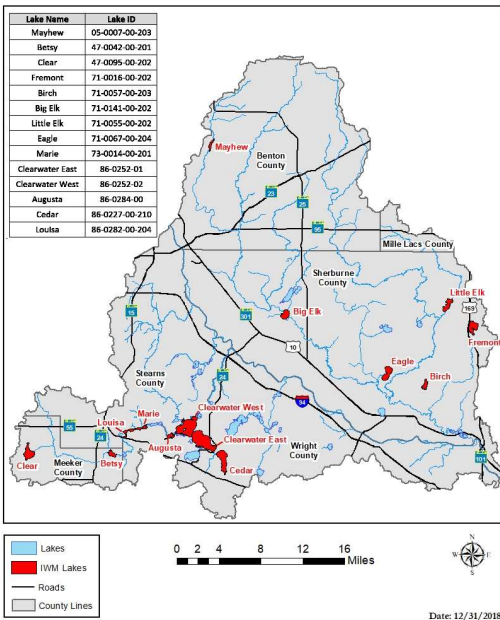 Lake Name Lake ID
Mayhew 05-0007-00-203
Betsy 47-0042-00-201
Clear 47-0095-00-202
Fremont 71-0016-00-202
Birch 71-0057-00-203
Big Elk 71-0141-00-202
Little Elk 71-0055-00-202
Eagle 71-0067-00-204
Marie 73-0014-00-201
Clearwater East 86-0252-01
Clearwater West 86-0252-02
Augusta 86-0284-00
Cedar 86-0227-00-210
Louisa 86-0282-00-204
Mayhew
Benton
County
23
25
95
Mille Lacs County
Sherburne
County
Little Elk
169
Fremont
Big Elk
301
15
10
Eagle
Birch
Stearns
County
24
94
Clearwater West
Marie
Louisa
55
24
Augusta
Clearwater East
Wright
County
Clear
Meeker
County
Betsy
Cedar
101
Lakes
IWM Lakes
Roads
County Lines
0 2 4 8 12 16
Miles
N
W E
S
Date: 12/31/2018